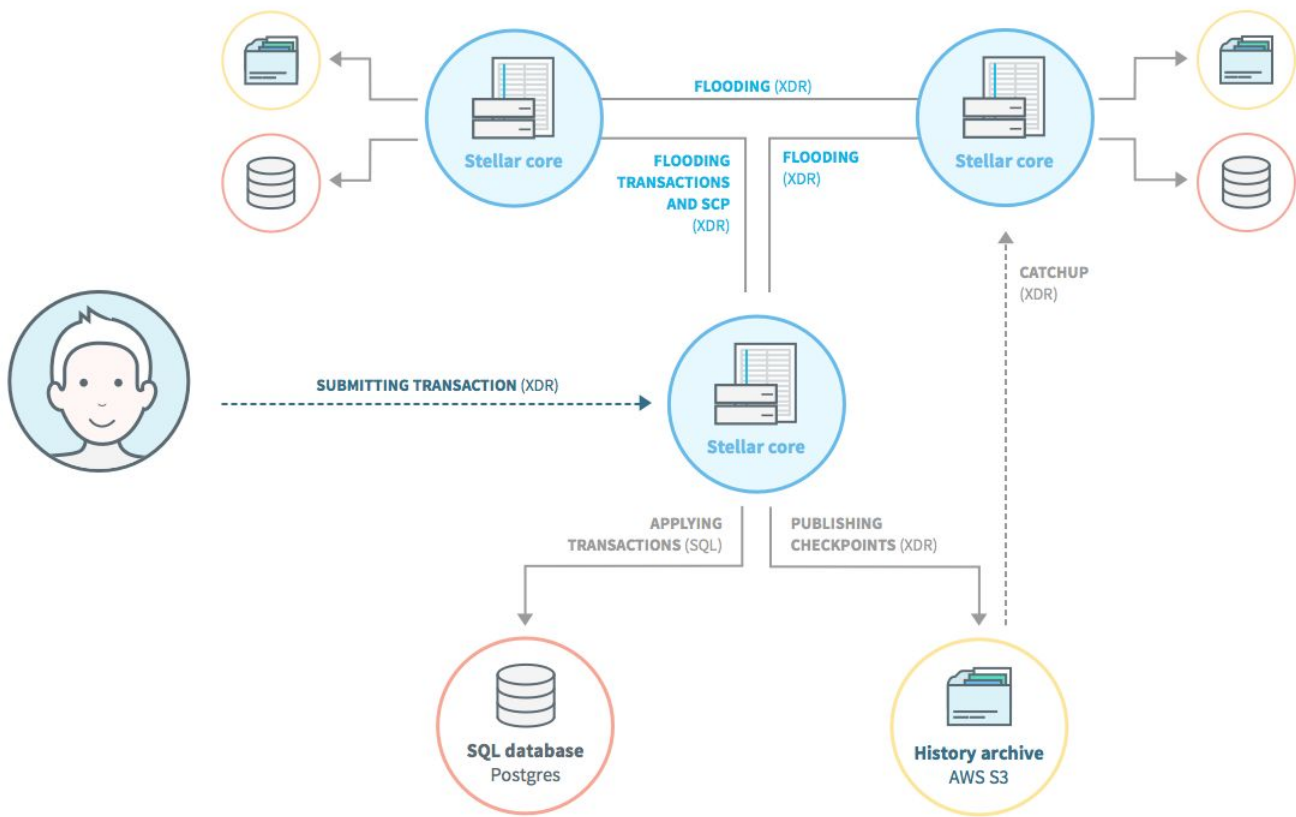 FLOODING (XDR)
Stellar core
Stellar core
FLOODING
TRANSACTIONS
AND SCP
(XDR)
FLOODING
(XDR)
CATCHUP
(XDR)
SUBMITTING TRANSACTION (XDR)
Stellar core
APPLYING
TRANSACTIONS (SQL)
PUBLISHING
CHECKPOINTS (XDR)
SQL database
Postgres
History archive
AWS S3